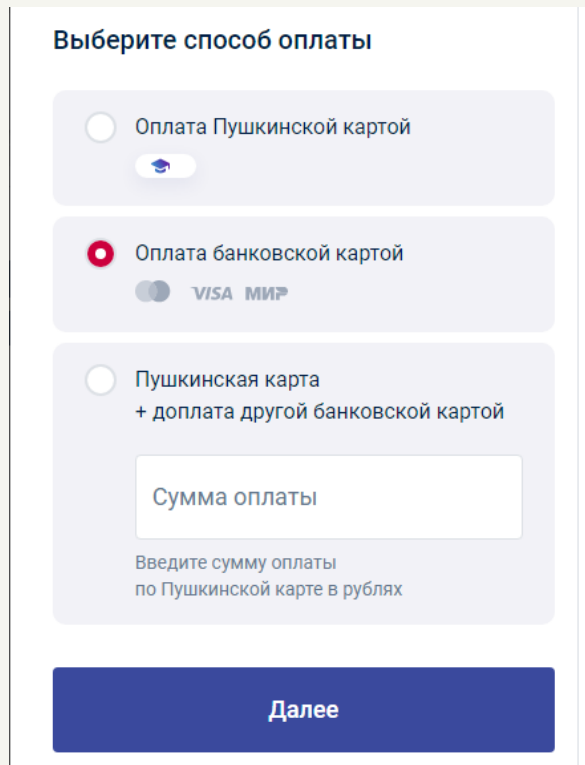 Выберите способ оплаты
Оплата Пушкинской картой
Оплата банковской картой
VISA МИР
Пушкинская карта
+ доплата другой банковской картой
Сумма оплаты
Введите сумму оплаты
по Пушкинской карте в рублях
Далее